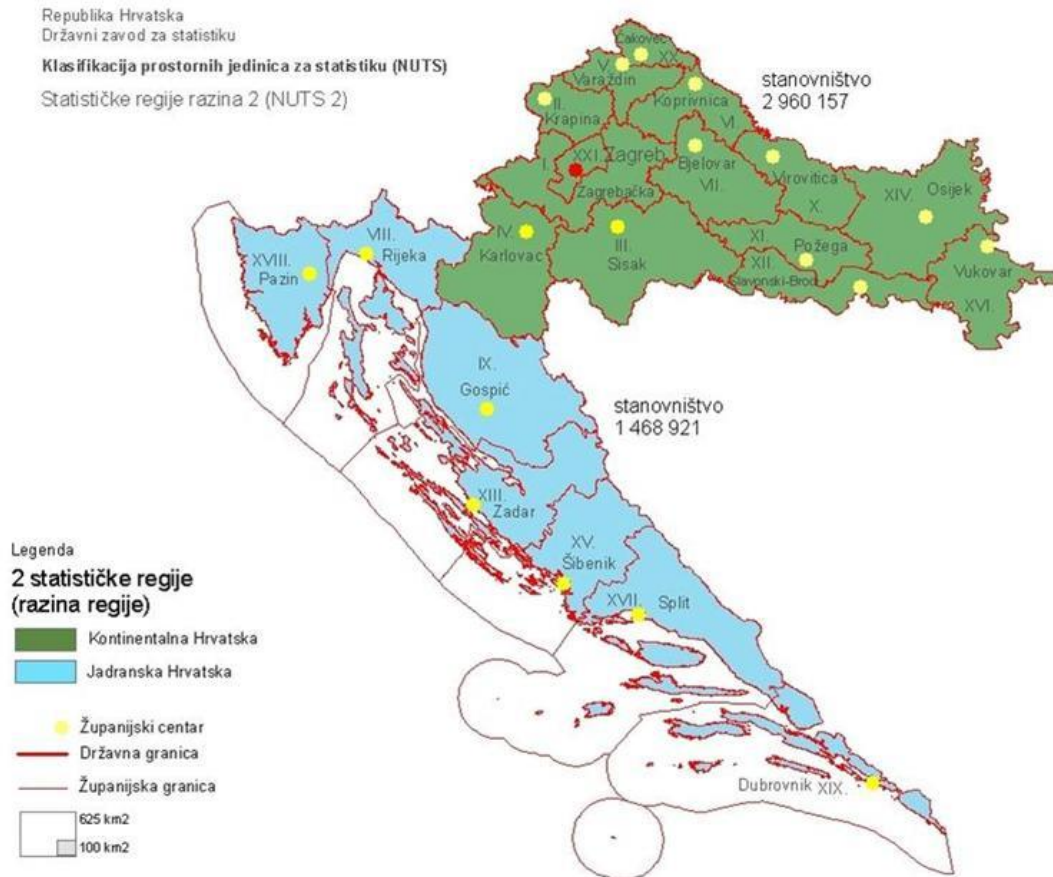 Republika Hrvatska
Državni zavod za statistiku
Klasifikacija prostornih jedinica za statistiku (NUTS)
Statističke regije razina 2 (NUTS 2)
stanovništvo
2 960 157
Čakovec
XX.
V.
Varaždin
Koprivnica
VI.
II.
Krapina
I.
XXI. Zagreb
Zagrebačka
Bjelovar
VII.
Virovitica
X.
XIV.
Osijek
IV.
Karlovac
III.
Sisak
XI.
Požega
XII.
Slavonski-Brod
Vukovar
XVI.
VIII.
Rijeka
XVIII.
Pazin
IX.
Gospić
stanovništvo
1 468 921
XIII.
Zadar
XV.
Šibenik
XVII.
Split
Dubrovnik XIX.
Legenda
2 statističke regije
(razina regije)
Kontinentalna Hrvatska
Jadranska Hrvatska
Županijski centar
Državna granica
Županijska granica
625 km2
100 km2